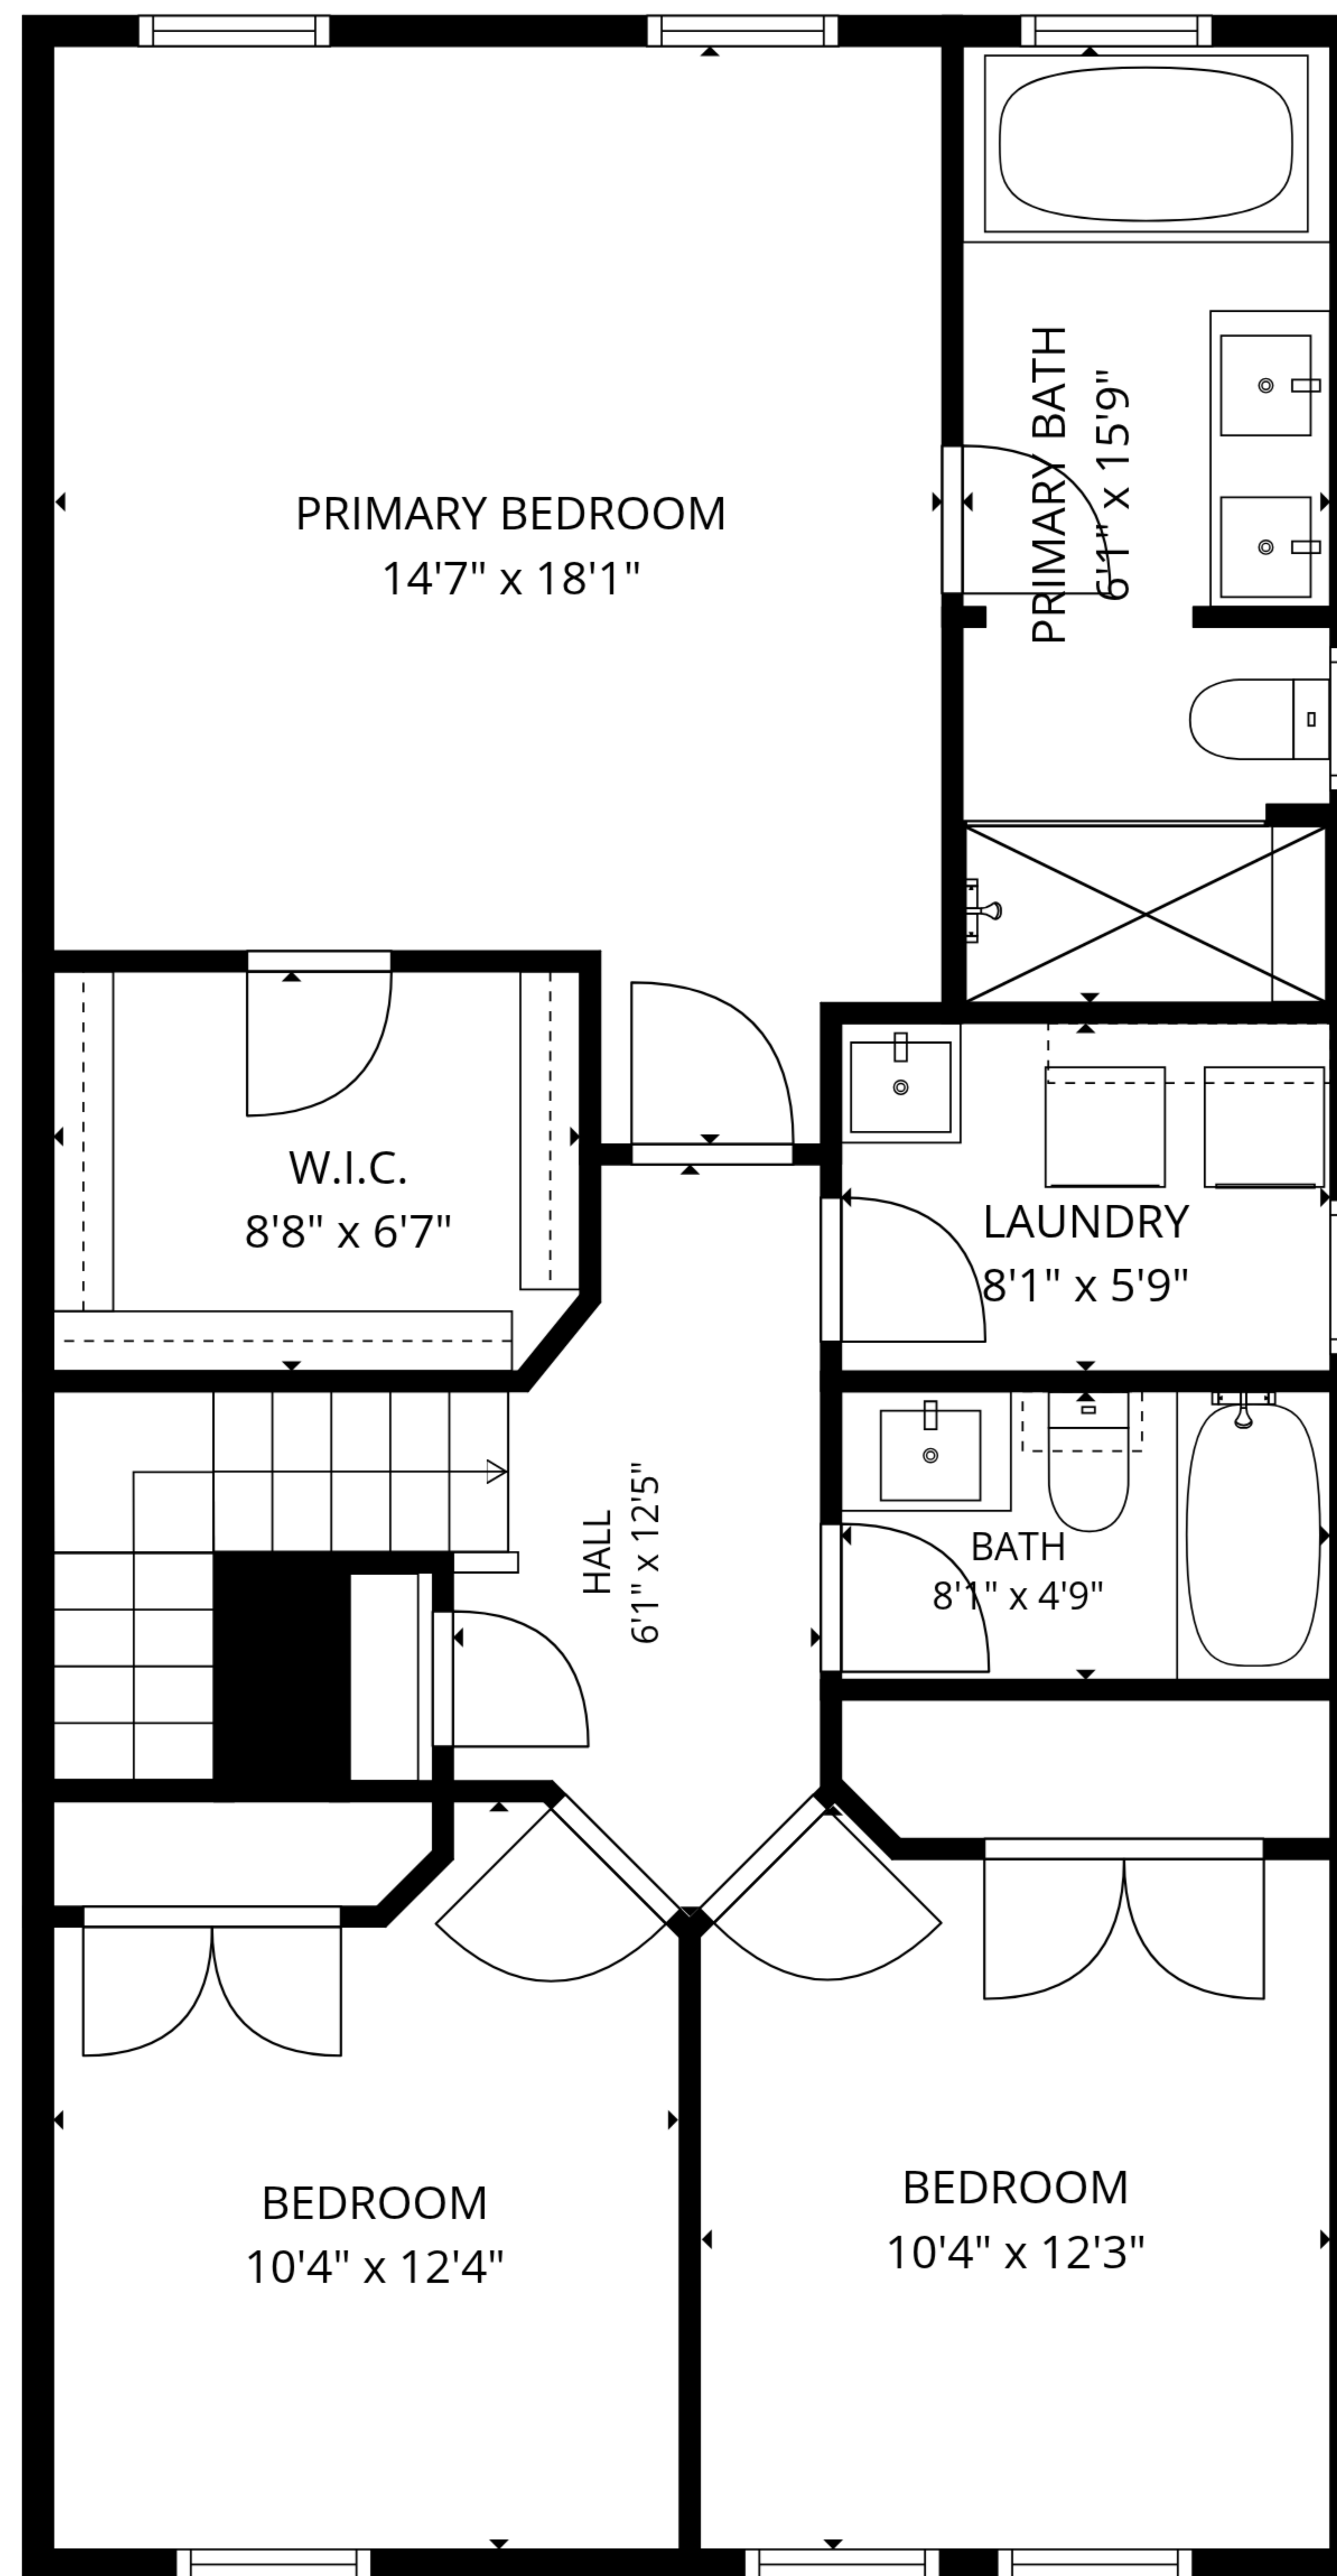 PRIMARY BEDROOM
14'7" x 18'1"
PRIMARY BATH
6'1" x 15'9"
W.I.C.
8'8" x 6'7"
LAUNDRY
8'1" x 5'9"
HALL
6'1" x 12'5"
BATH
8'1" x 4'9"
BEDROOM
10'4" x 12'4"
BEDROOM
10'4" x 12'3"